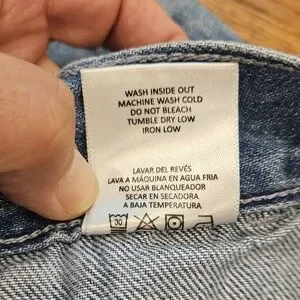 WASH INSIDE OUT
MACHINE WASH COLD
DO NOT BLEACH
TUMBLE DRY LOW
IRON LOW
LAVAR DEL REVÉS
LAVA A MÁQUINA EN AGUA FRIA
NO USAR BLANQUEADOR
SECAR EN SECADORA
A BAJA TEMPERATURA
30